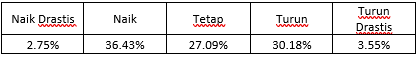 Naik Drastis Naik Tetap Turun Turun Drastis
2.75% 36.43% 27.09% 30.18% 3.55%